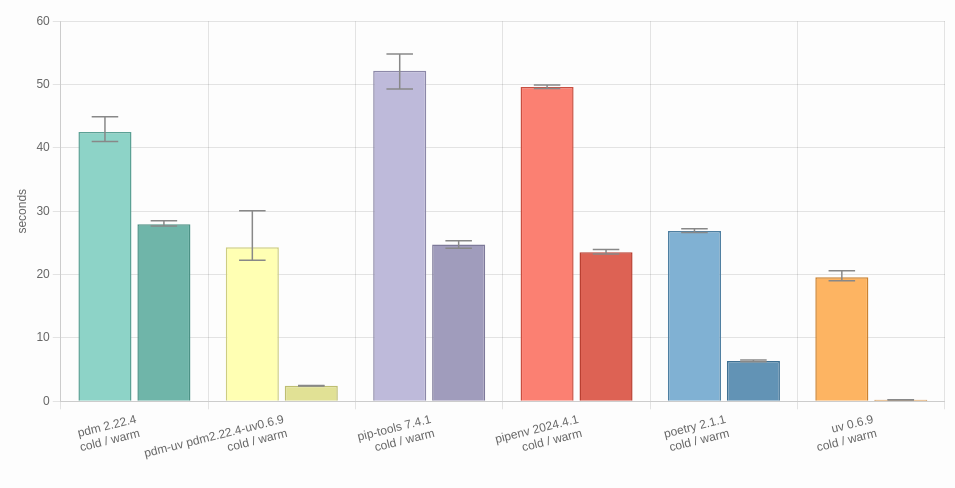 60
50
40
30
20
10
0
seconds
pdm 2.22.4
cold / warm
pdm-uv pdm2.22.4-uv0.6.9
cold / warm
pip-tools 7.4.1
cold / warm
pipenv 2024.4.1
cold / warm
poetry 2.1.1
cold / warm
uv 0.6.9
cold / warm